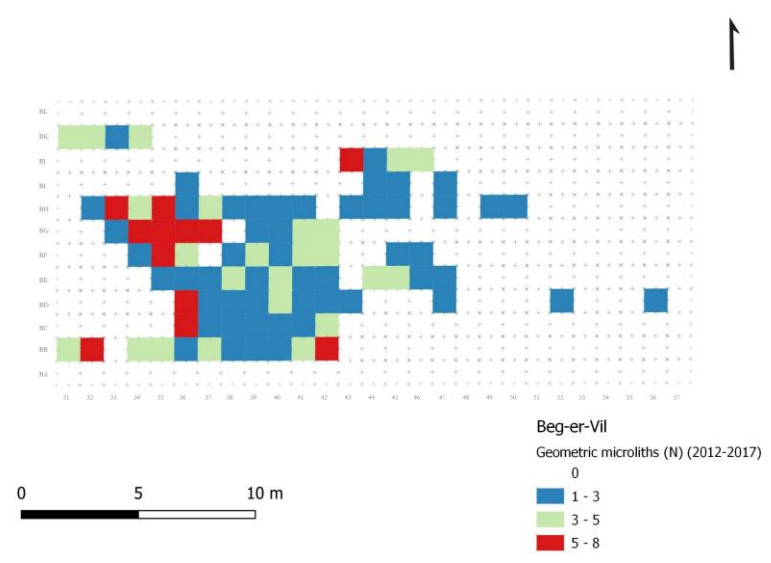 BL
BK
BJ
BI
BH
BG
BF
BE
BD
BC
BB
BA
31 32 33 34 35 36 37 38 39 40 41 42 43 44 45 46 47 48 49 50 51 52 53 54 55 56 57
Beg-er-Vil
Geometric microliths (N) (2012-2017)
0
1 - 3
3 - 5
5 - 8
0 5 10 m